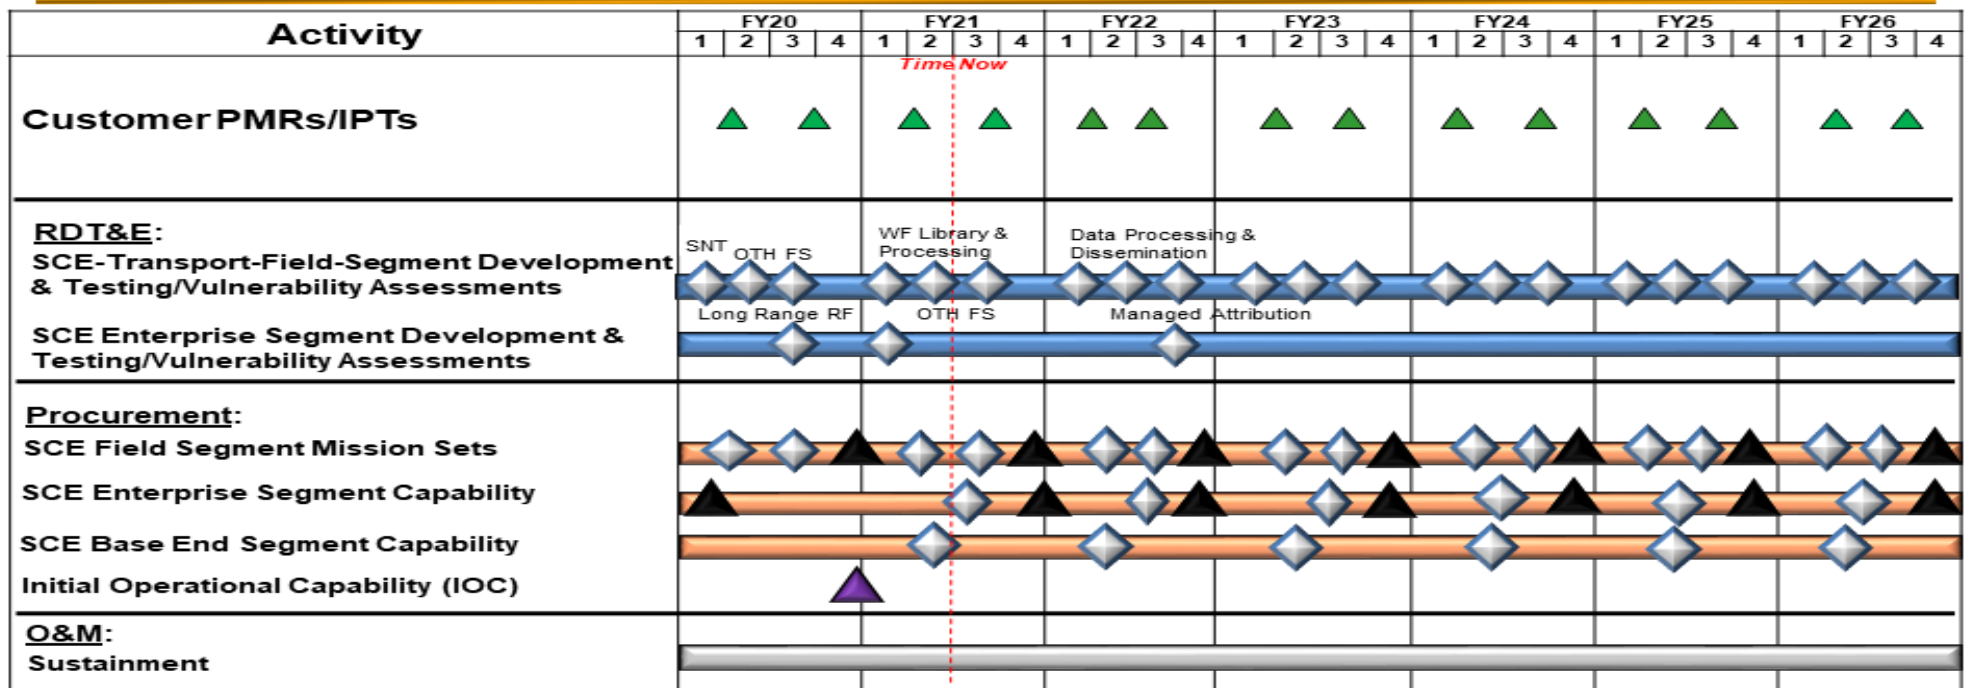 Activity
FY20 FY21 FY22 FY23 FY24 FY25 FY26
1 2 3 4 1 2 3 4 1 2 3 4 1 2 3 4 1 2 3 4 1 2 3 4 1 2 3 4
Time Now
Customer PMRs/IPTs
RDT&E:
SCE-Transport-Field-Segment Development
& Testing/Vulnerability Assessments
SNT
OTH FS
WF Library &
Processing
Data Processing &
Dissemination
SCE Enterprise Segment Development &
Testing/Vulnerability Assessments
Long Range RF
OTH FS
Managed Attribution
Procurement:
SCE Field Segment Mission Sets
SCE Enterprise Segment Capability
SCE Base End Segment Capability
Initial Operational Capability (IOC)
O&M:
Sustainment